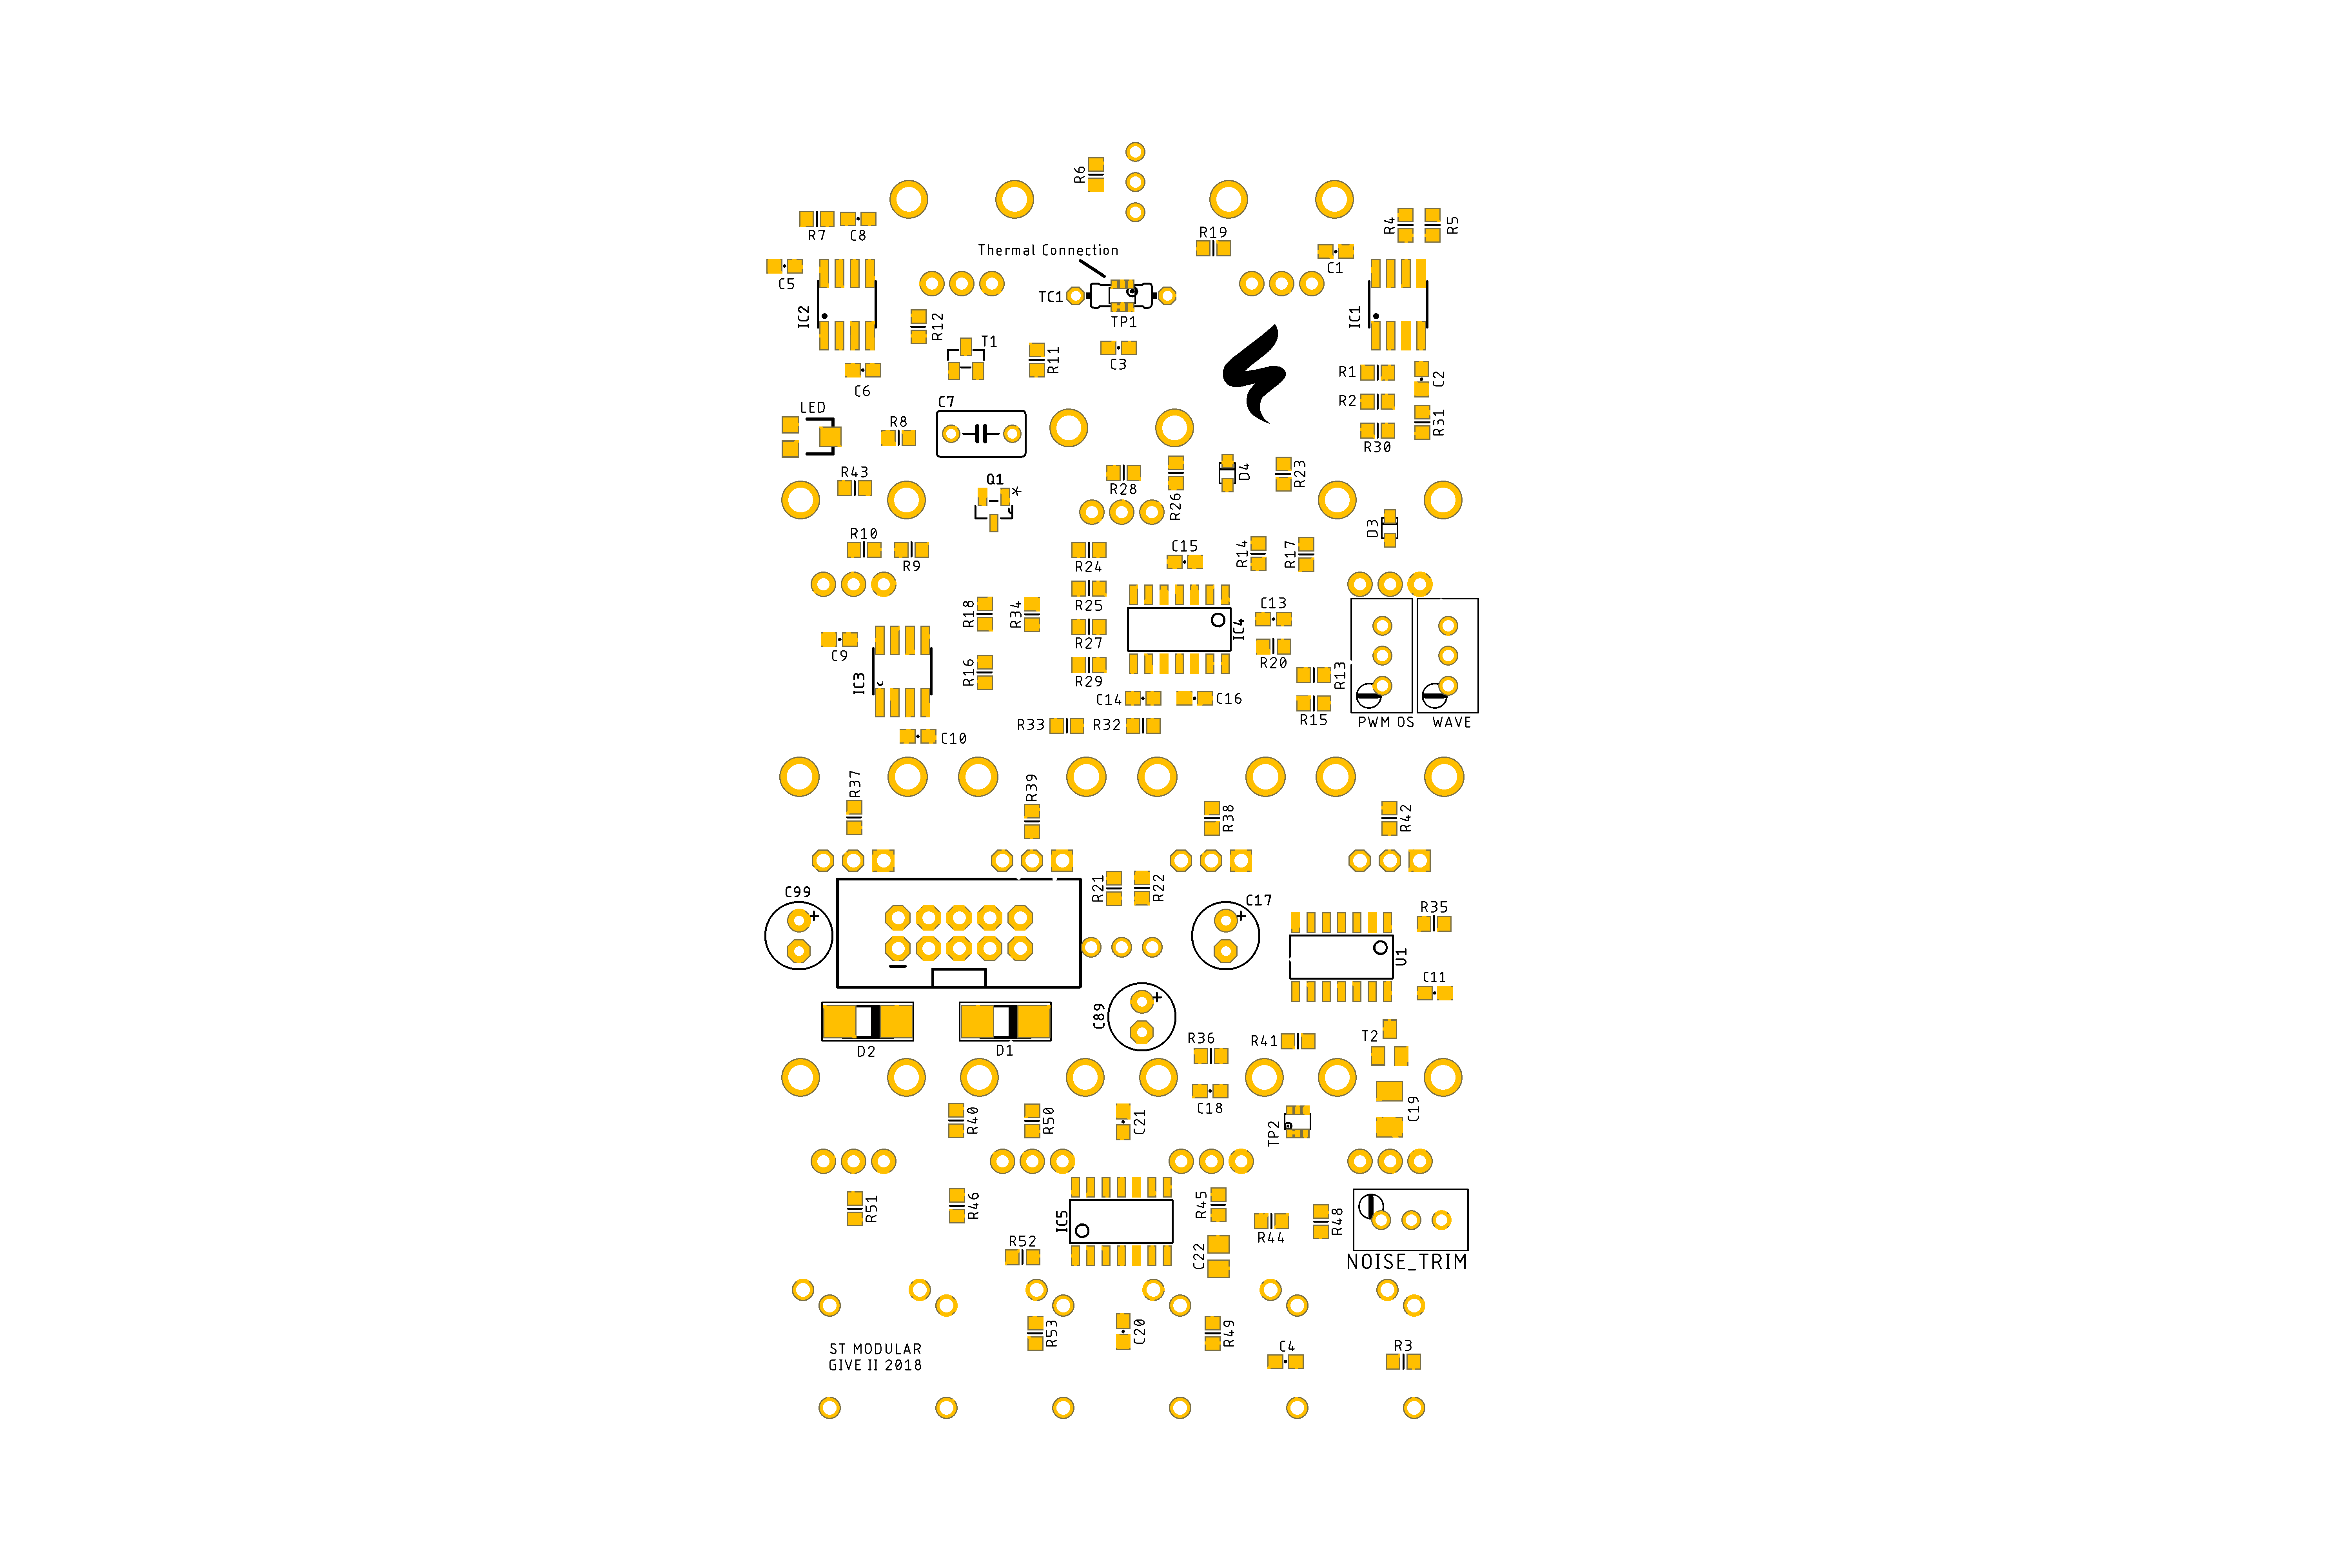 R6
R4
R5
R7
C8
R19
Thermal Connection
C1
C5
TC1
IC2
IC1
R12
TP1
T1
R11
C3
R1
C2
C6
R2
C7
LED
R8
R31
R30
R43
Q1
*
R28
D4
R23
R26
D3
R10
R9
C15
R14
R17
R24
R25
C13
R18
R34
R27
IC4
C9
R20
R16
R29
R13
IC3
C14
C16
R15
PWM OS
WAVE
R33
R32
C10
R37
R39
R38
R42
C99
+
R21
R22
C17
+
R35
U1
C11
+
C89
D2
D1
R36
R41
T2
C18
C19
R40
R50
C21
TP2
R51
R46
IC5
R45
R44
R48
R52
C22
NOISE_TRIM
R53
C20
R49
C4
R3
ST MODULAR
GIVE II 2018